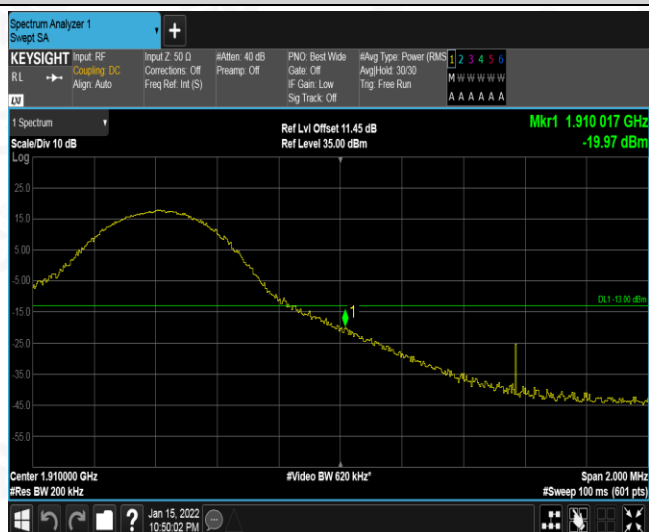 Spectrum Analyzer 1
Swept SA
KEYSIGHT
RL
Input: RF
Coupling: DC
Align: Auto
Input Z: 50 Ω
Corrections: Off
Freq Ref: Int (S)
#Atten: 40 dB
Preamp: Off
PNO: Best Wide
Gate: Off
IF Gain: Low
Sig Track: Off
#Avg Type: Power (RMS
Avg|Hold: 30/30
Trig: Free Run
1 2 3 4 5 6
M W W W W W
A A A A A A
LXI
1 Spectrum
Scale/Div 10 dB
Log
Ref Lvl Offset 11.45 dB
Ref Level 35.00 dBm
Mkr1 1.910 017 GHz
-19.97 dBm
25.0
15.0
5.00
-5.00
DL1 -13.00 dBm
-15.0
1
-25.0
-35.0
-45.0
-55.0
Center 1.910000 GHz
#Res BW 200 kHz
#Video BW 620 kHz*
Span 2.000 MHz
#Sweep 100 ms (601 pts)
Jan 15, 2022
10:50:02 PM